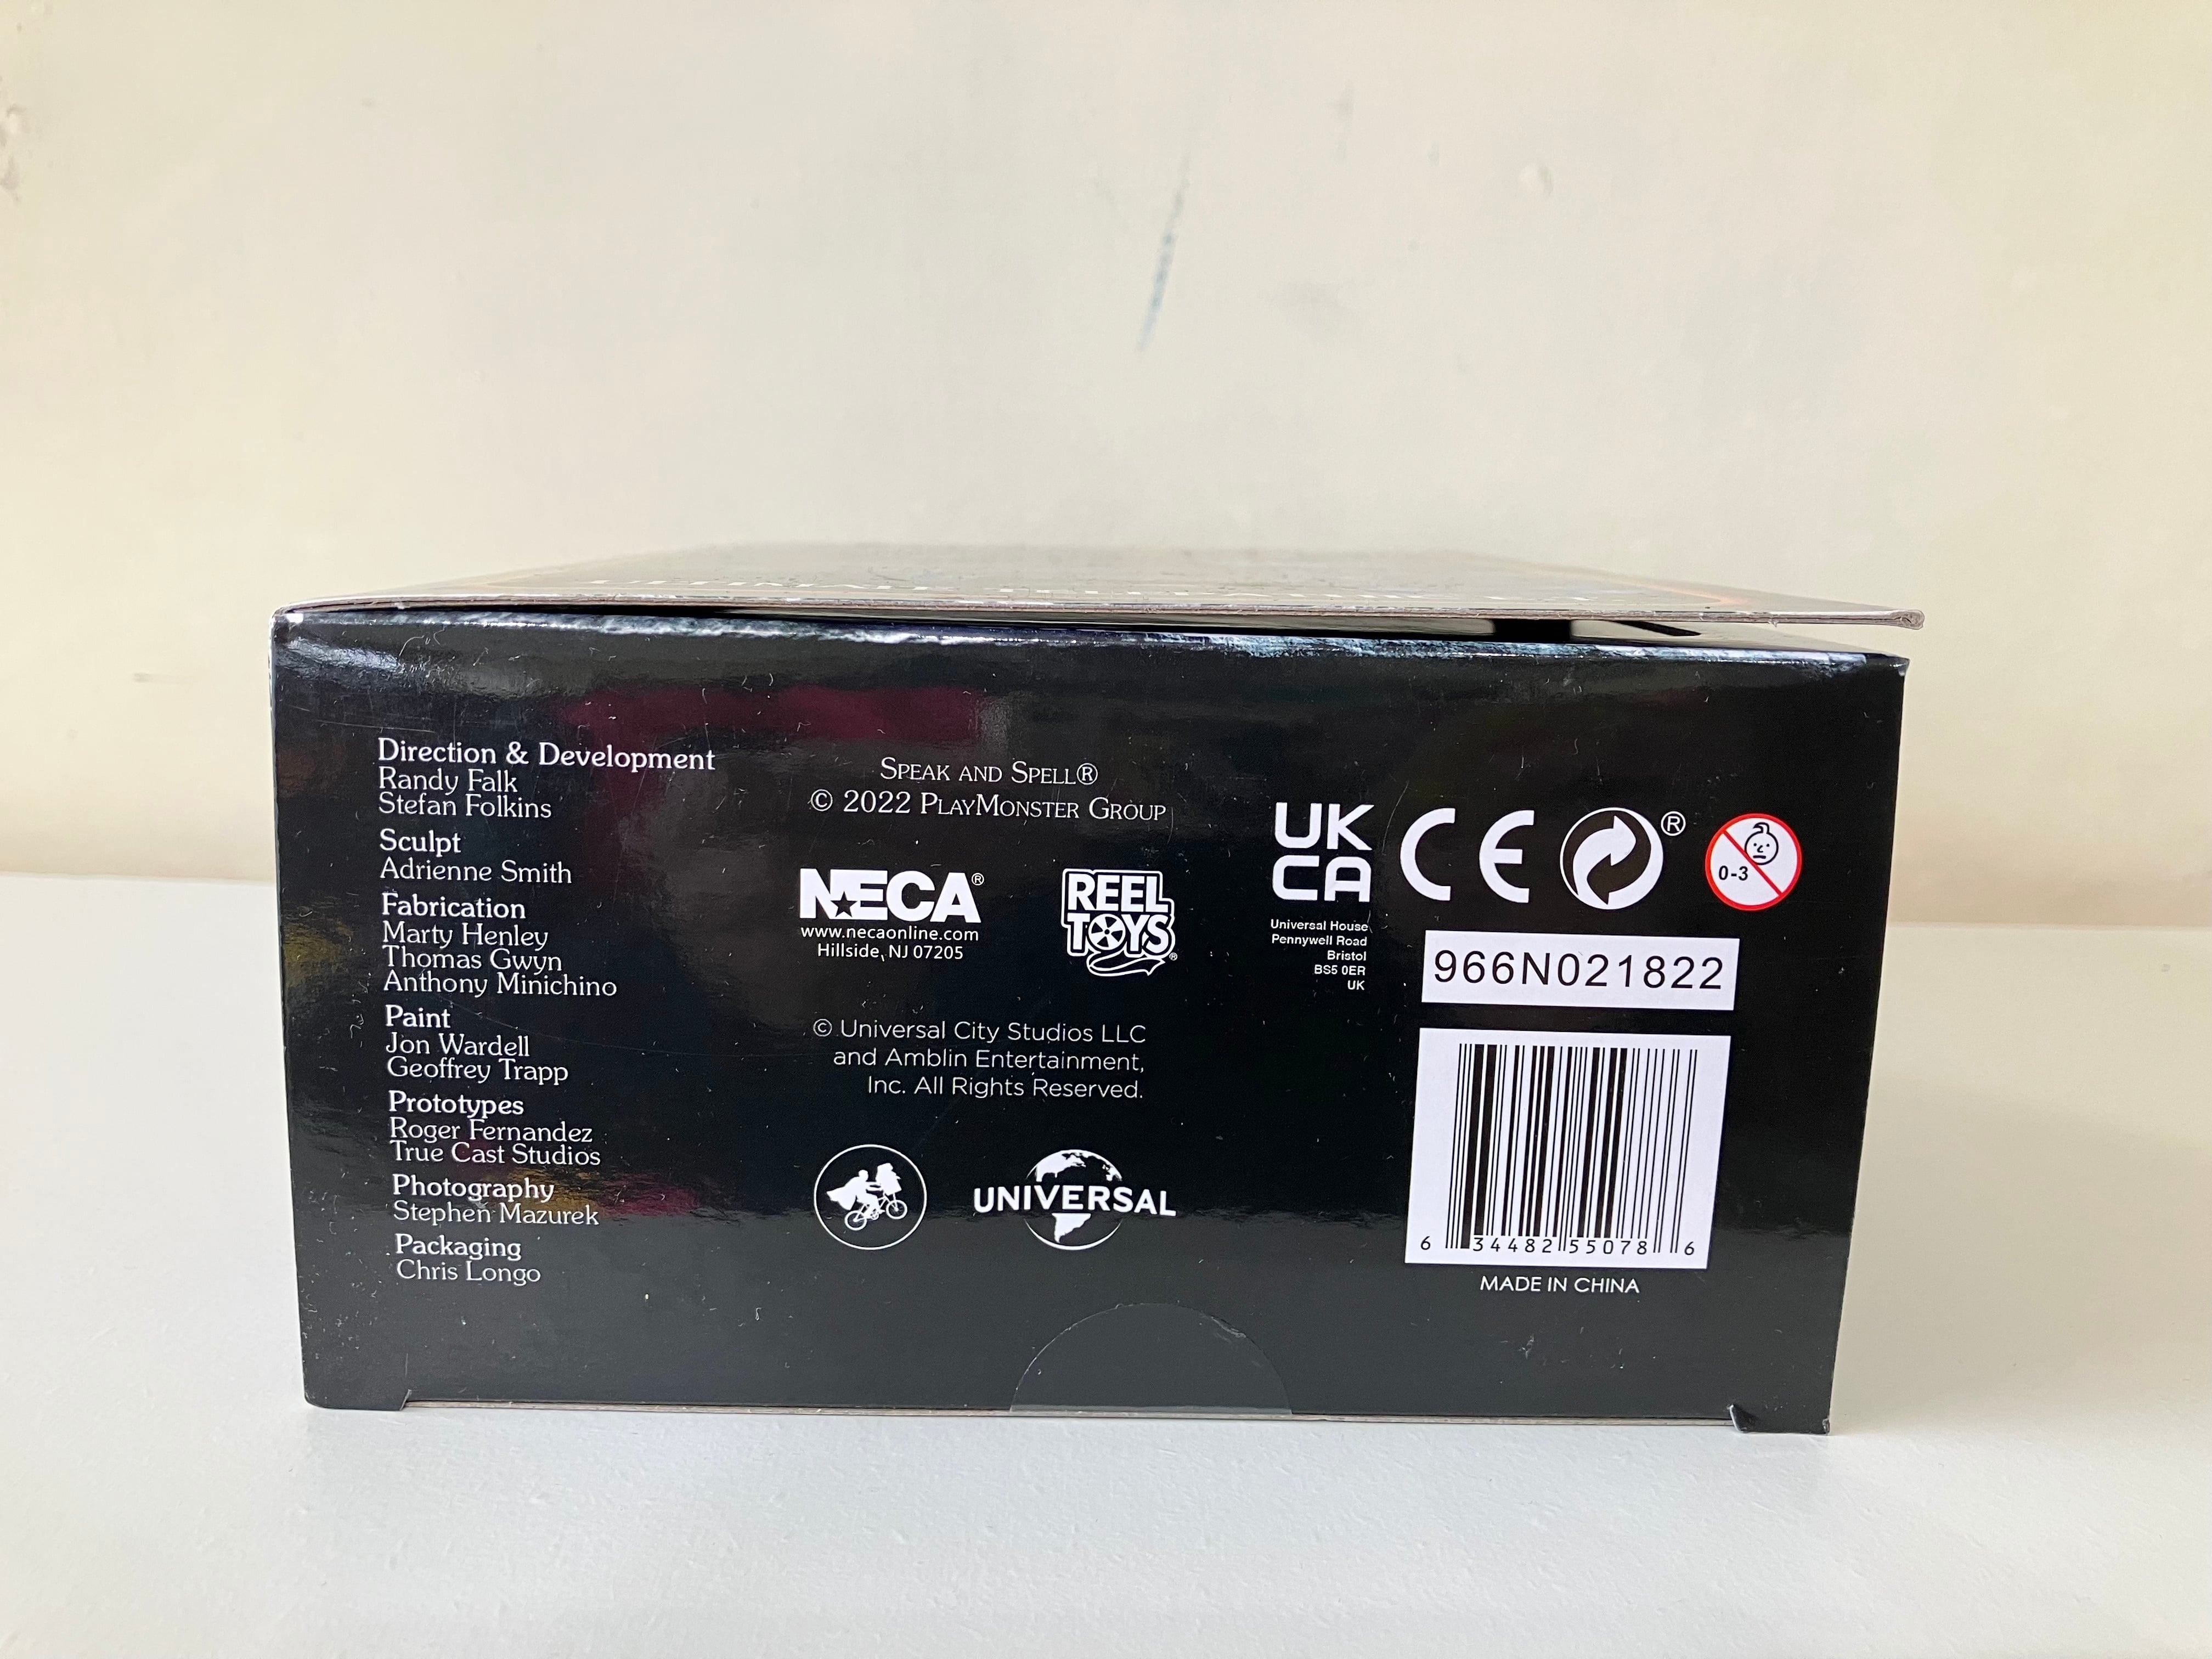 Direction & Development
Randy Falk
Stefan Folkins
Sculpt
Adrienne Smith
Fabrication
Marty Henley
Thomas Gwyn
Anthony Minichino
Paint
Jon Wardell
Geoffrey Trapp
Prototypes
Roger Fernandez
True Cast Studios
Photography
Stephen Mazurek
Packaging
Chris Longo
SPEAK AND SPELL®
© 2022 PLAYMONSTER GROUP
NECA®
www.necaonline.com
Hillside, NJ 07205
REEL
TOYS®
© Universal City Studios LLC
and Amblin Entertainment,
Inc. All Rights Reserved.
UNIVERSAL
UK
CA
CE
®
0-3
Universal House
Pennywell Road
Bristol
BS5 0ER
UK
966N021822
6 34482 55078 6
MADE IN CHINA